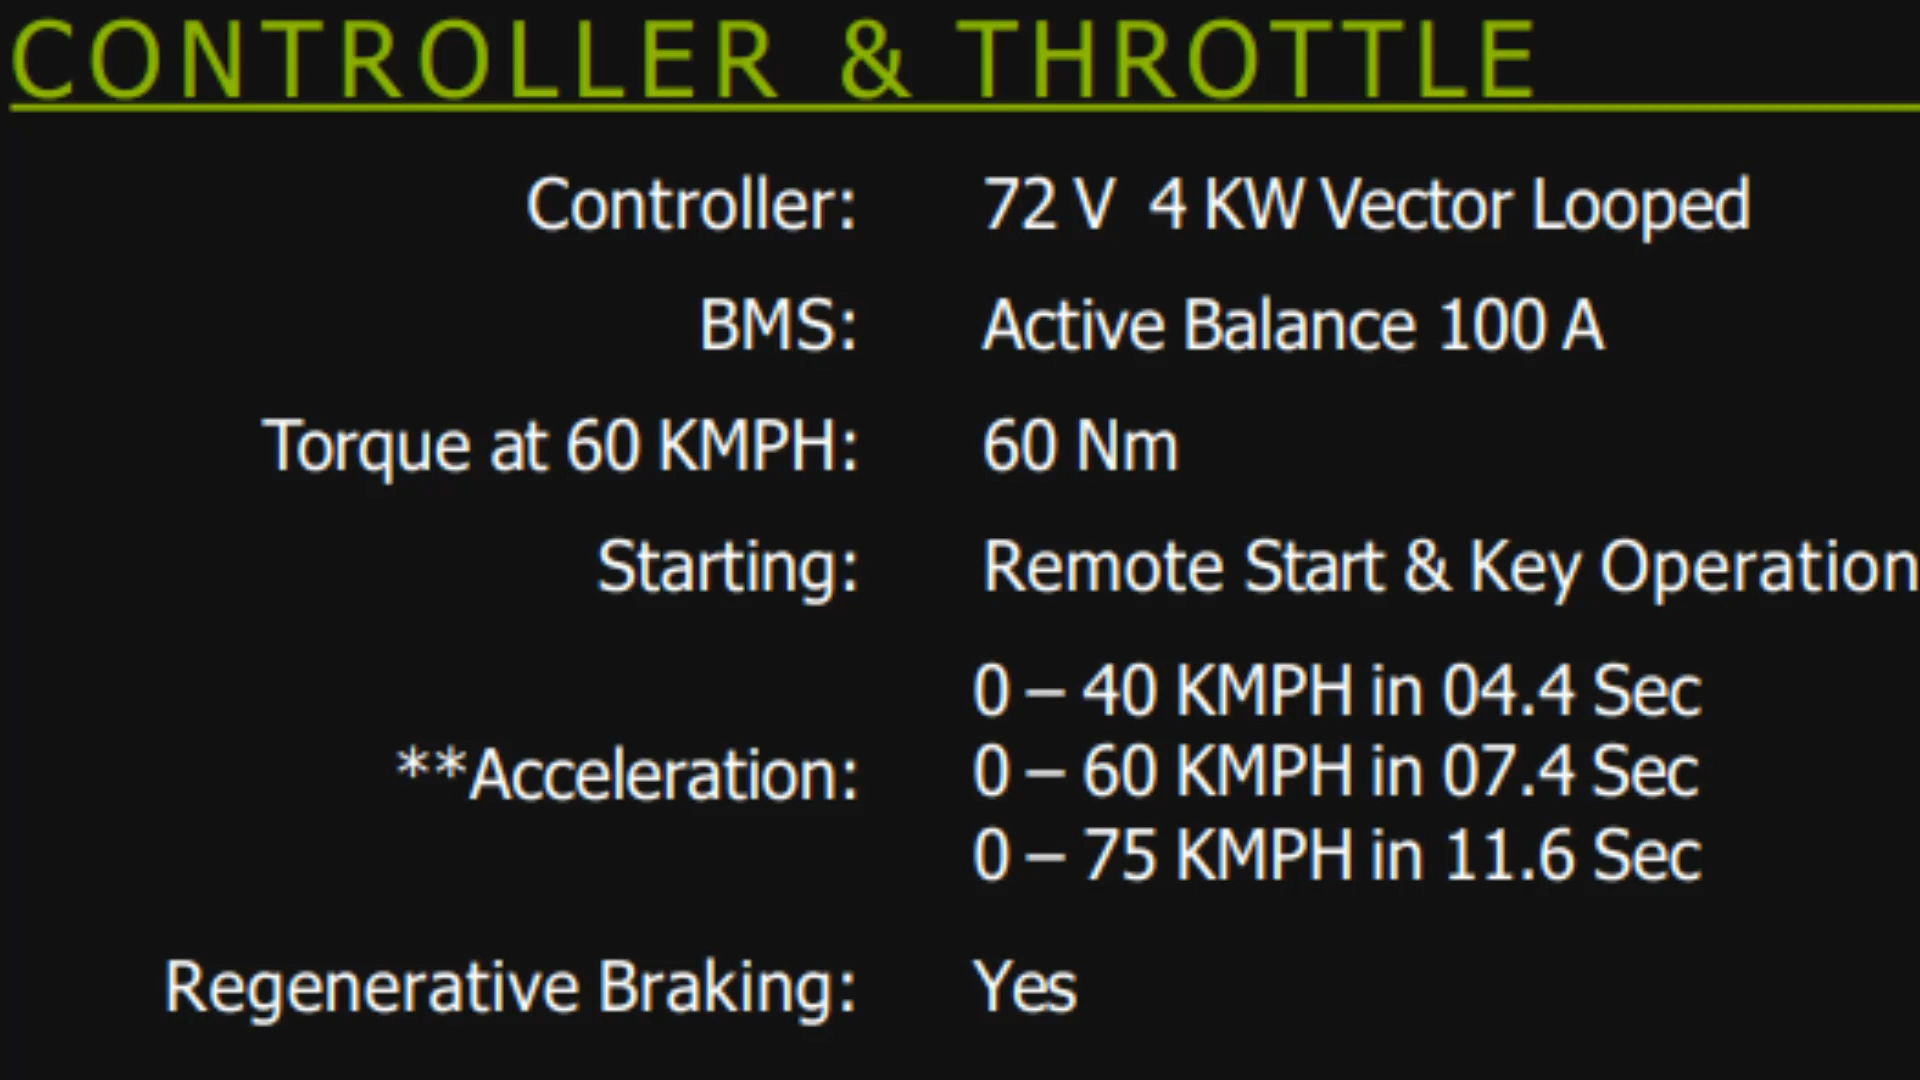 CONTROLLER & THROTTLE
Controller: 72 V 4 KW Vector Looped
BMS: Active Balance 100 A
Torque at 60 KMPH: 60 Nm
Starting: Remote Start & Key Operation
0 – 40 KMPH in 04.4 Sec
**Acceleration: 0 – 60 KMPH in 07.4 Sec
0 – 75 KMPH in 11.6 Sec
Regenerative Braking: Yes